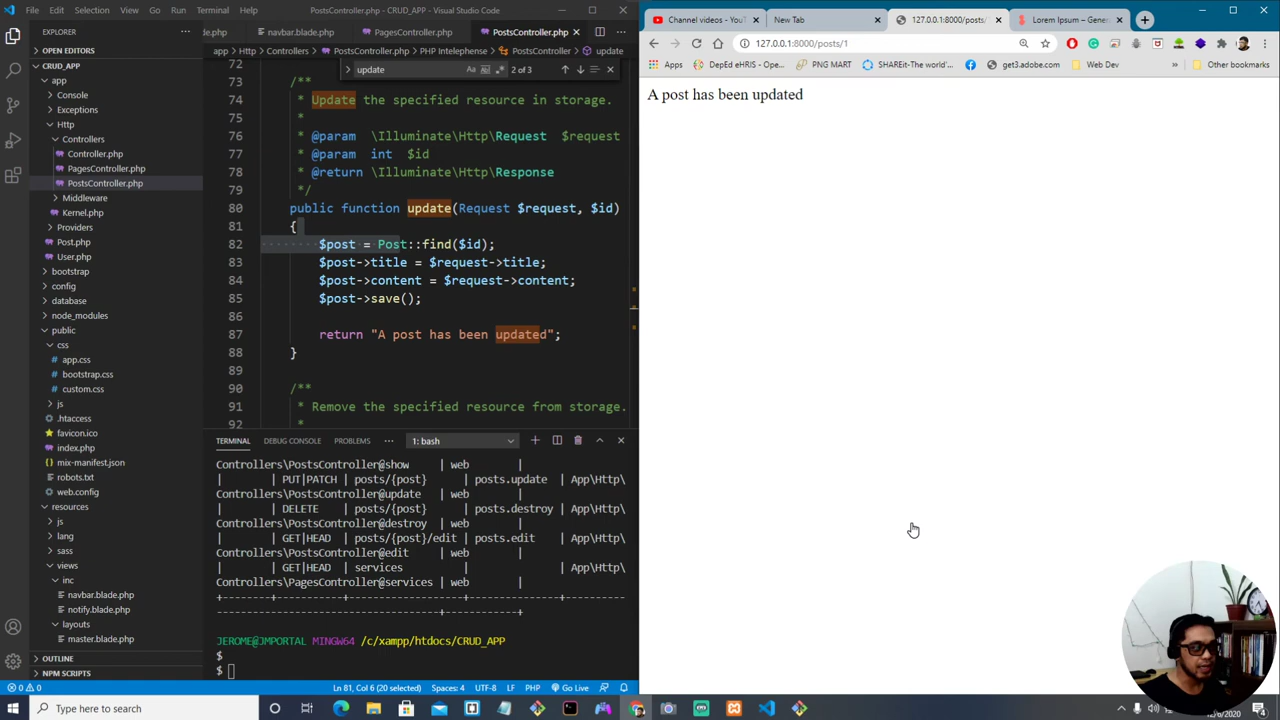 File Edit Selection View Go Run Terminal PostsController.php - CRUD_APP - Visual Studio Code
Channel videos - YouT
New Tab
127.0.0.1:8000/posts/
Lorem Ipsum – Gene
EXPLORER
de.php navbar.blade.php PagesController.php PostsController.php
127.0.0.1:8000/posts/1
OPEN EDITORS
app > Http > Controllers > PostsController.php > PHP Intelephense > PostsController > update
Apps DepEd eHRIS - Ope... PNG MART SHAREit-The world'... get3.adobe.com Web Dev » Other bookmarks
CRUD_APP
update 2 of 3
app
Console
Exceptions
Http
Controllers
Controller.php
PagesController.php
PostsController.php
Middleware
Kernel.php
Providers
Post.php
User.php
bootstrap
config
database
node_modules
public
css
app.css
bootstrap.css
custom.css
js
.htaccess
favicon.ico
index.php
mix-manifest.json
robots.txt
web.config
resources
js
lang
sass
views
inc
navbar.blade.php
notify.blade.php
layouts
master.blade.php
OUTLINE
NPM SCRIPTS
72
/**
74 * Update the specified resource in storage.
75 *
76 * @param \Illuminate\Http\Request $request
77 * @param int $id
78 * @return \Illuminate\Http\Response
79 */
80 public function update(Request $request, $id)
81 {
82 $post = Post::find($id);
83 $post->title = $request->title;
84 $post->content = $request->content;
85 $post->save();
86
87 return "A post has been updated";
88 }
89
90 /**
91 * Remove the specified resource from storage.
92 *
TERMINAL DEBUG CONSOLE PROBLEMS ... 1: bash
Controllers\PostsController@show | web |
| | PUT|PATCH | posts/{post} | posts.update | App\Http\
Controllers\PostsController@update | web |
| | DELETE | posts/{post} | posts.destroy | App\Http\
Controllers\PostsController@destroy | web |
| | GET|HEAD | posts/{post}/edit | posts.edit | App\Http\
Controllers\PostsController@edit | web |
| | GET|HEAD | services | | App\Http\
Controllers\PagesController@services | web |
JEROME@JMPORTAL MINGW64 /c/xampp/htdocs/CRUD_APP
$
$
A post has been updated
0 0 Ln 81, Col 6 (20 selected) Spaces: 4 UTF-8 LF PHP Go Live
Type here to search